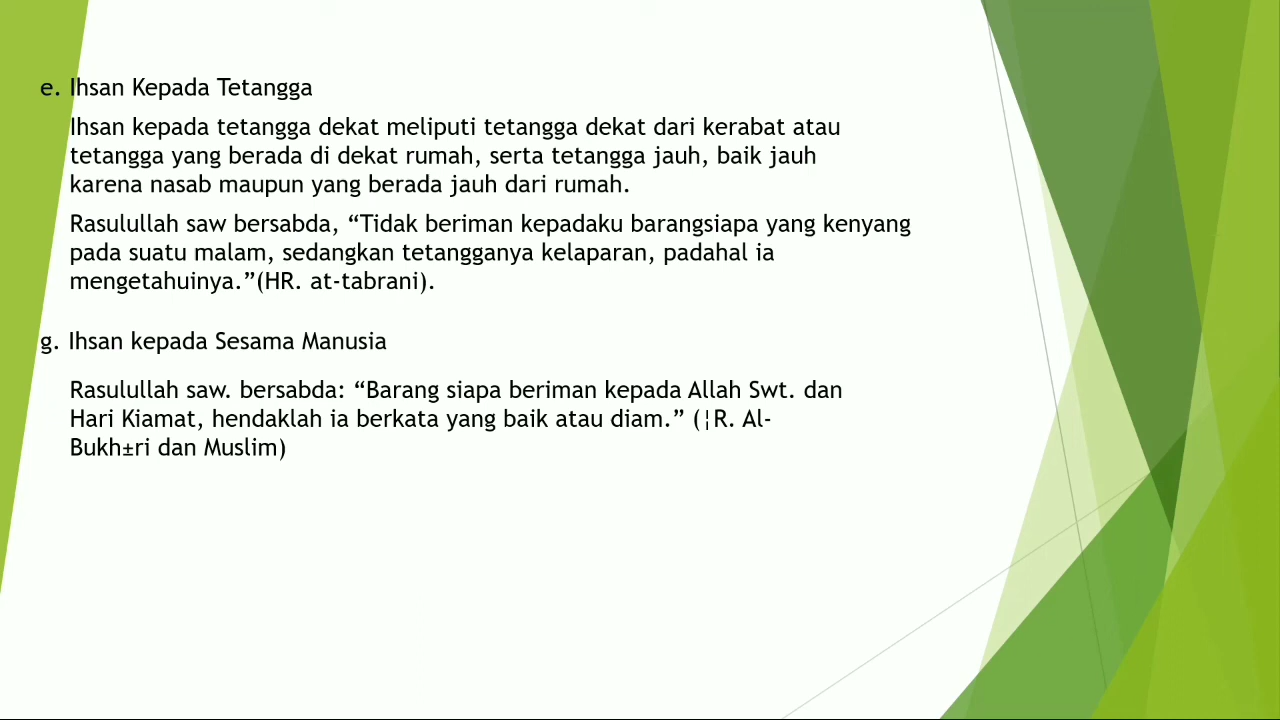 e. Ihsan Kepada Tetangga
Ihsan kepada tetangga dekat meliputi tetangga dekat dari kerabat atau
tetangga yang berada di dekat rumah, serta tetangga jauh, baik jauh
karena nasab maupun yang berada jauh dari rumah.
Rasulullah saw bersabda, “Tidak beriman kepadaku barangsiapa yang kenyang
pada suatu malam, sedangkan tetangganya kelaparan, padahal ia
mengetahuinya.”(HR. at-tabrani).
g. Ihsan kepada Sesama Manusia
Rasulullah saw. bersabda: “Barang siapa beriman kepada Allah Swt. dan
Hari Kiamat, hendaklah ia berkata yang baik atau diam.” (¦R. Al-
Bukh±ri dan Muslim)